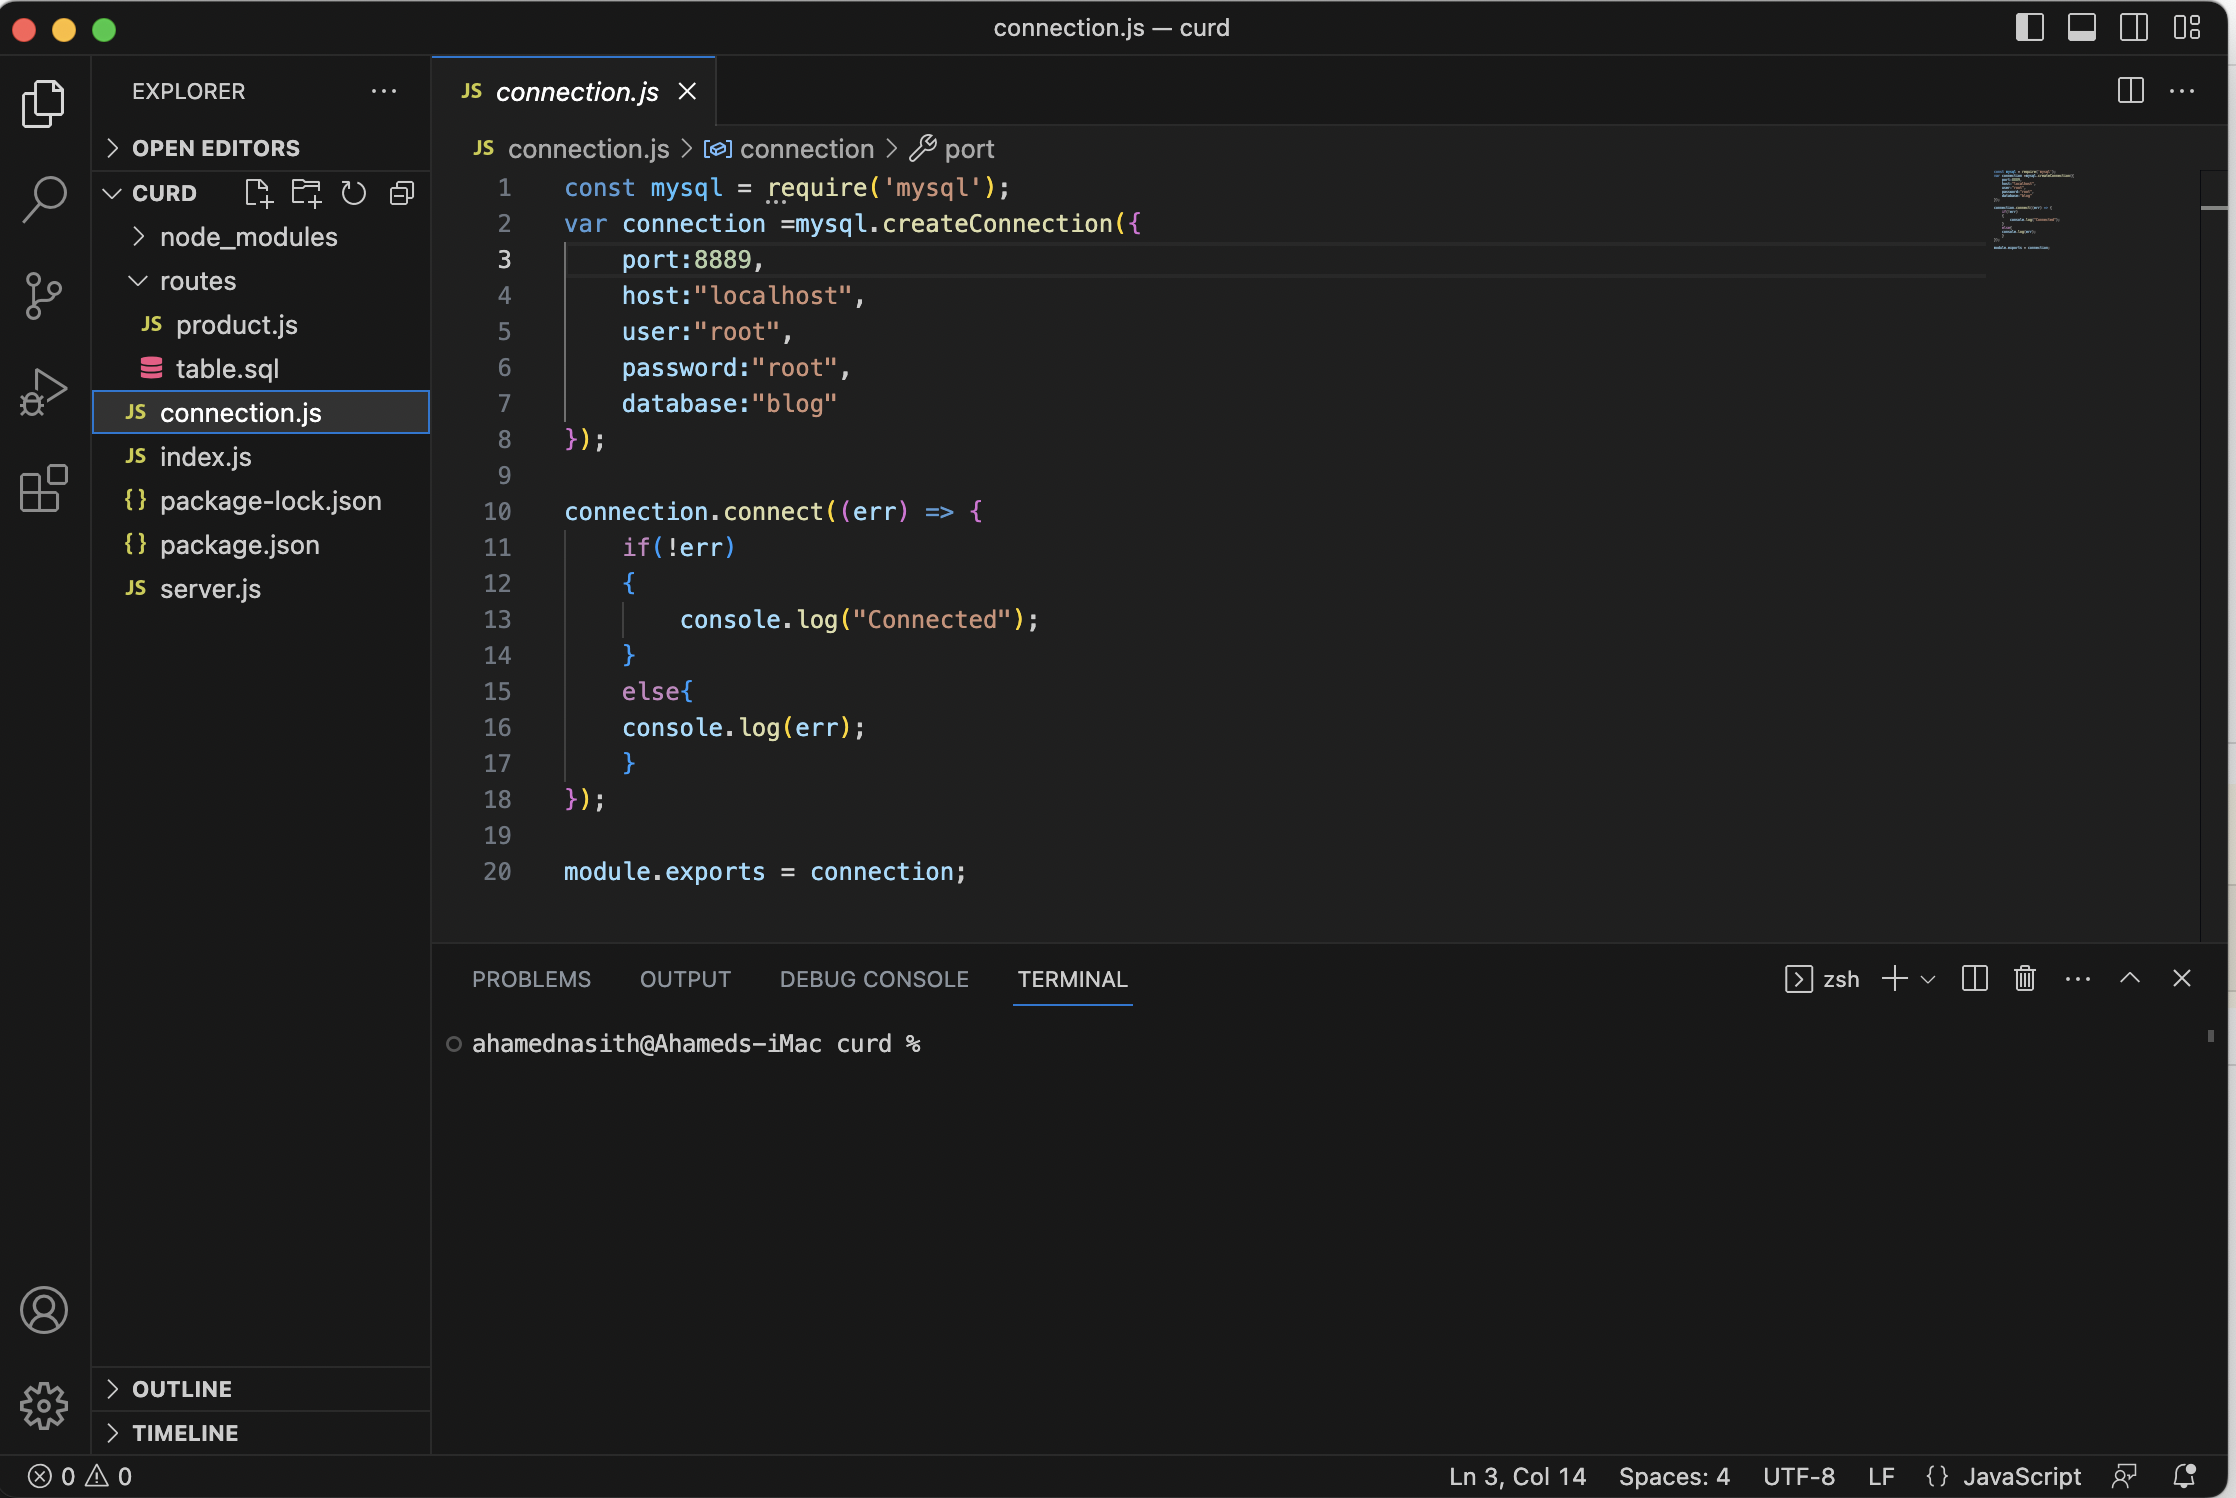 connection.js — curd
EXPLORER
OPEN EDITORS
CURD
node_modules
routes
JS product.js
table.sql
JS connection.js
JS index.js
{} package-lock.json
{} package.json
JS server.js
OUTLINE
TIMELINE
JS connection.js
JS connection.js > connection > port
1 const mysql = require('mysql');
2 var connection =mysql.createConnection({
3     port:8889,
4     host:"localhost",
5     user:"root",
6     password:"root",
7     database:"blog"
8 });
9
10 connection.connect((err) => {
11     if(!err)
12     {
13         console.log("Connected");
14     }
15     else{
16     console.log(err);
17     }
18 });
19
20 module.exports = connection;
PROBLEMS OUTPUT DEBUG CONSOLE TERMINAL zsh
ahamednasith@Ahameds-iMac curd %
0 0 Ln 3, Col 14 Spaces: 4 UTF-8 LF {} JavaScript